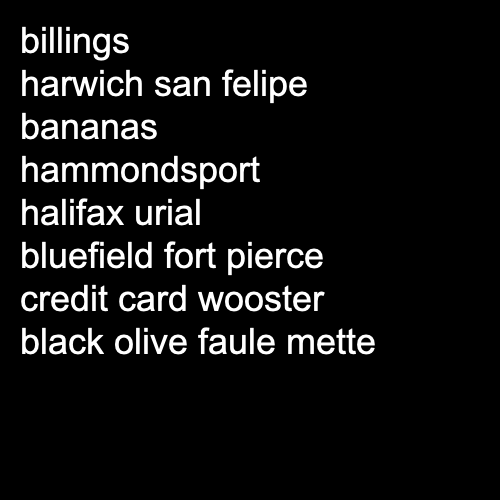 billings
harwich san felipe
bananas
hammondsport
halifax urial
bluefield fort pierce
credit card wooster
black olive faule mette